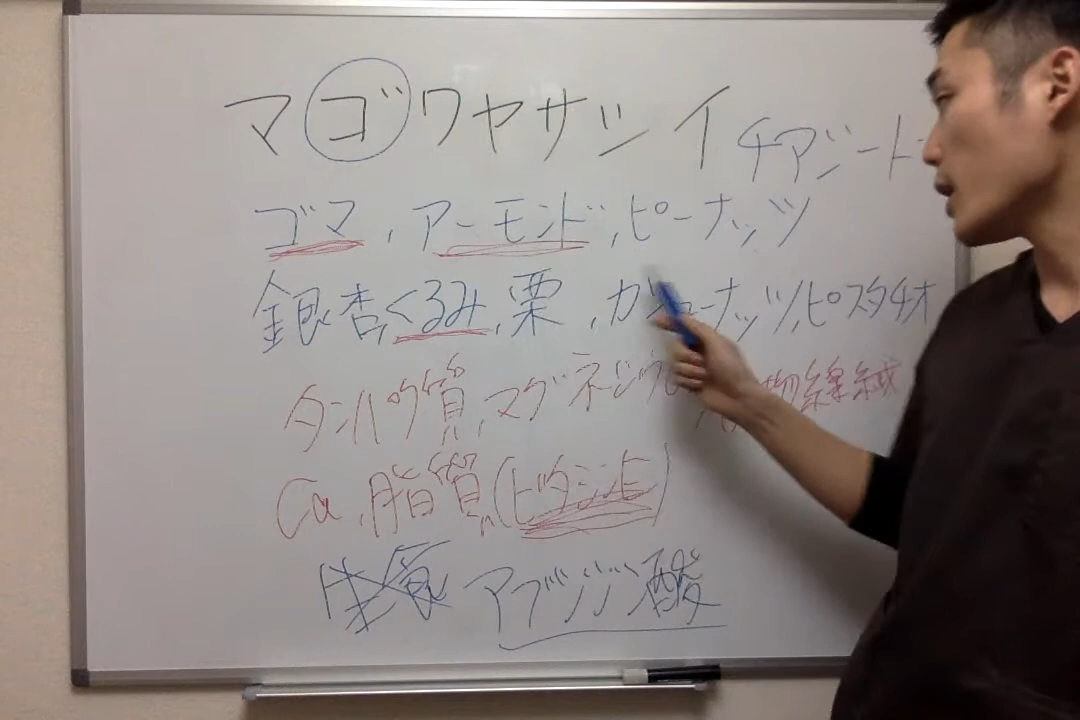 マゴワヤサシイ チアシード
ゴマ,アーモンド,ピーナッツ
銀杏,くるみ,栗,カシューナッツ,ピスタチオ
タンパク質,マグネシウ 物繊維
Ca,脂質,(ビタミンE)
アブシジン酸